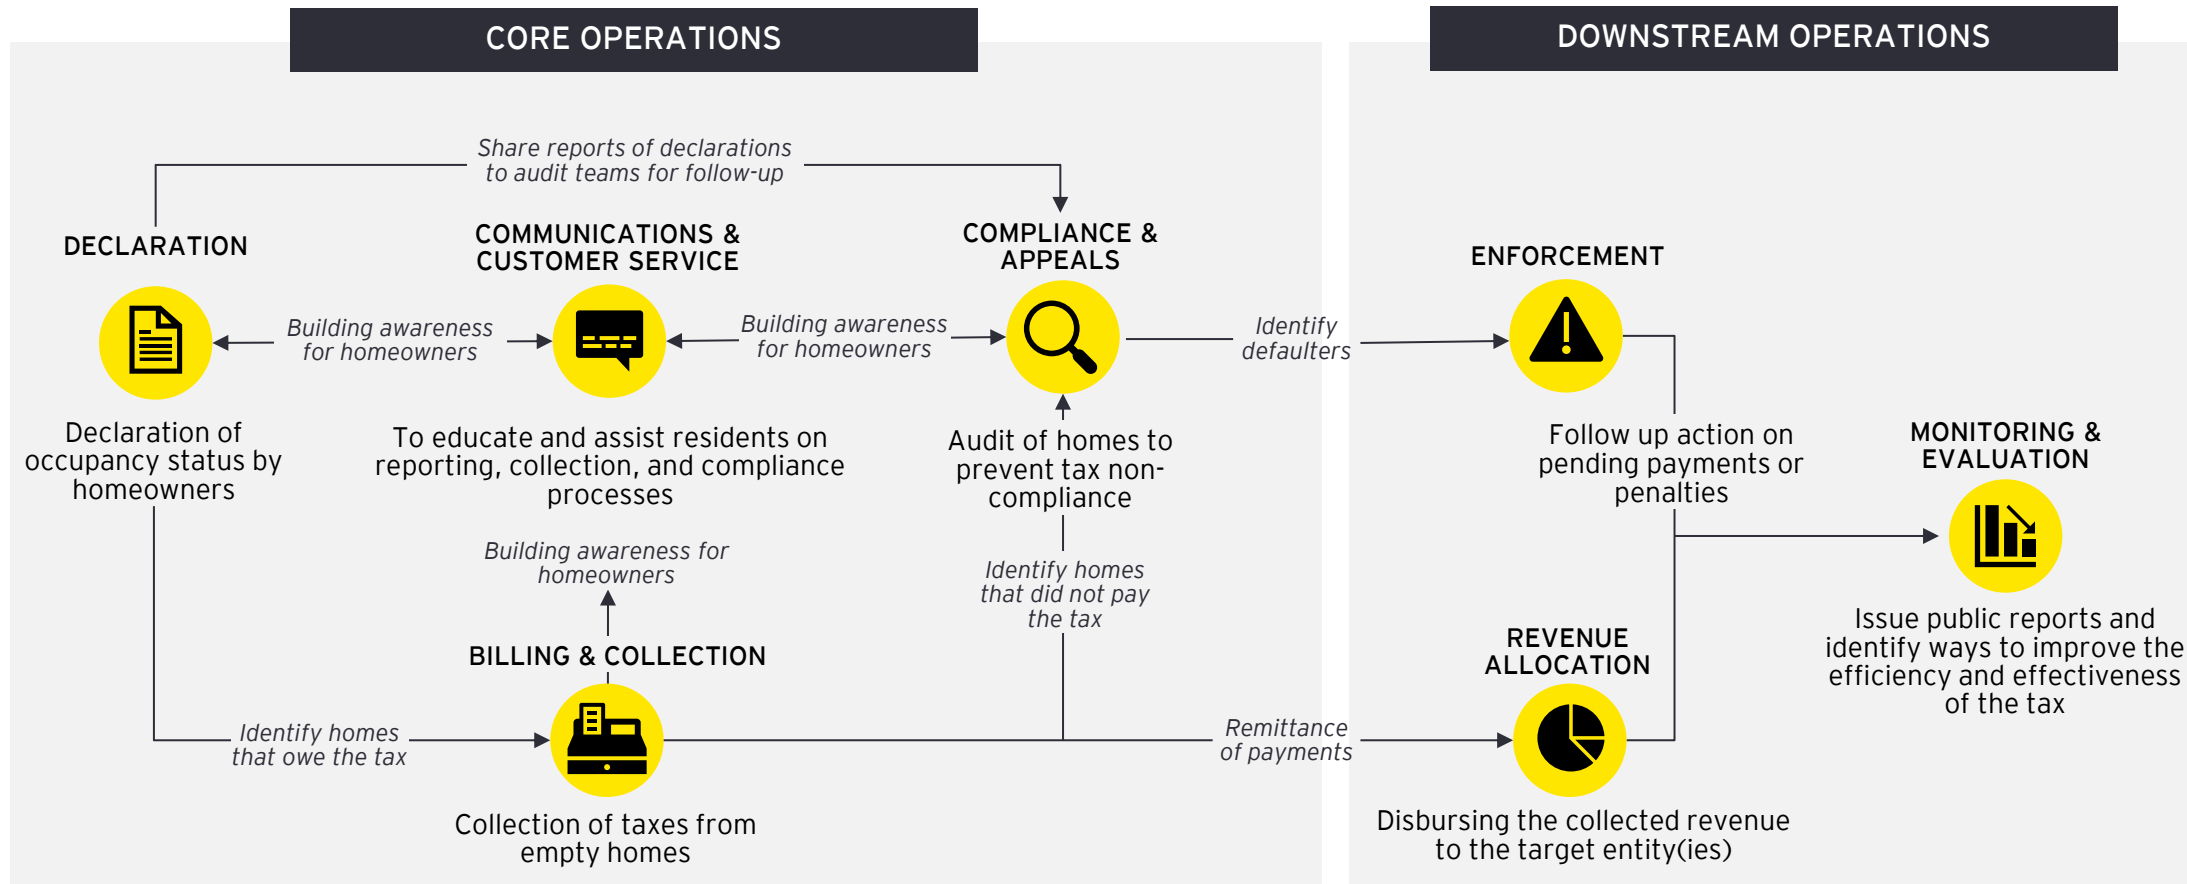 CORE OPERATIONS
DOWNSTREAM OPERATIONS
Share reports of declarations
to audit teams for follow-up
DECLARATION
COMMUNICATIONS &
CUSTOMER SERVICE
COMPLIANCE &
APPEALS
ENFORCEMENT
Building awareness
for homeowners
Building awareness
for homeowners
Identify
defaulters
Declaration of
occupancy status by
homeowners
To educate and assist residents on
reporting, collection, and compliance
processes
Audit of homes to
prevent tax non-
compliance
Follow up action on
pending payments or
penalties
MONITORING &
EVALUATION
Building awareness for
homeowners
Identify homes
that did not pay
the tax
Issue public reports and
identify ways to improve the
efficiency and effectiveness
of the tax
BILLING & COLLECTION
REVENUE
ALLOCATION
Identify homes
that owe the tax
Remittance
of payments
Collection of taxes from
empty homes
Disbursing the collected revenue
to the target entity(ies)